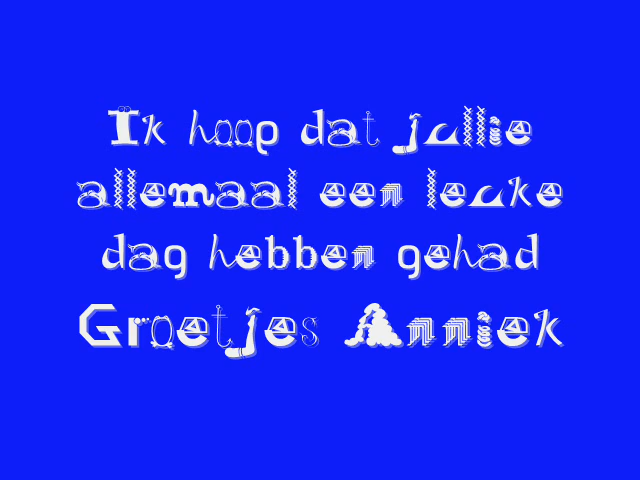 Ik hoop dat jullie
allemaal een leuke
dag hebben gehad
Groetjes Anniek